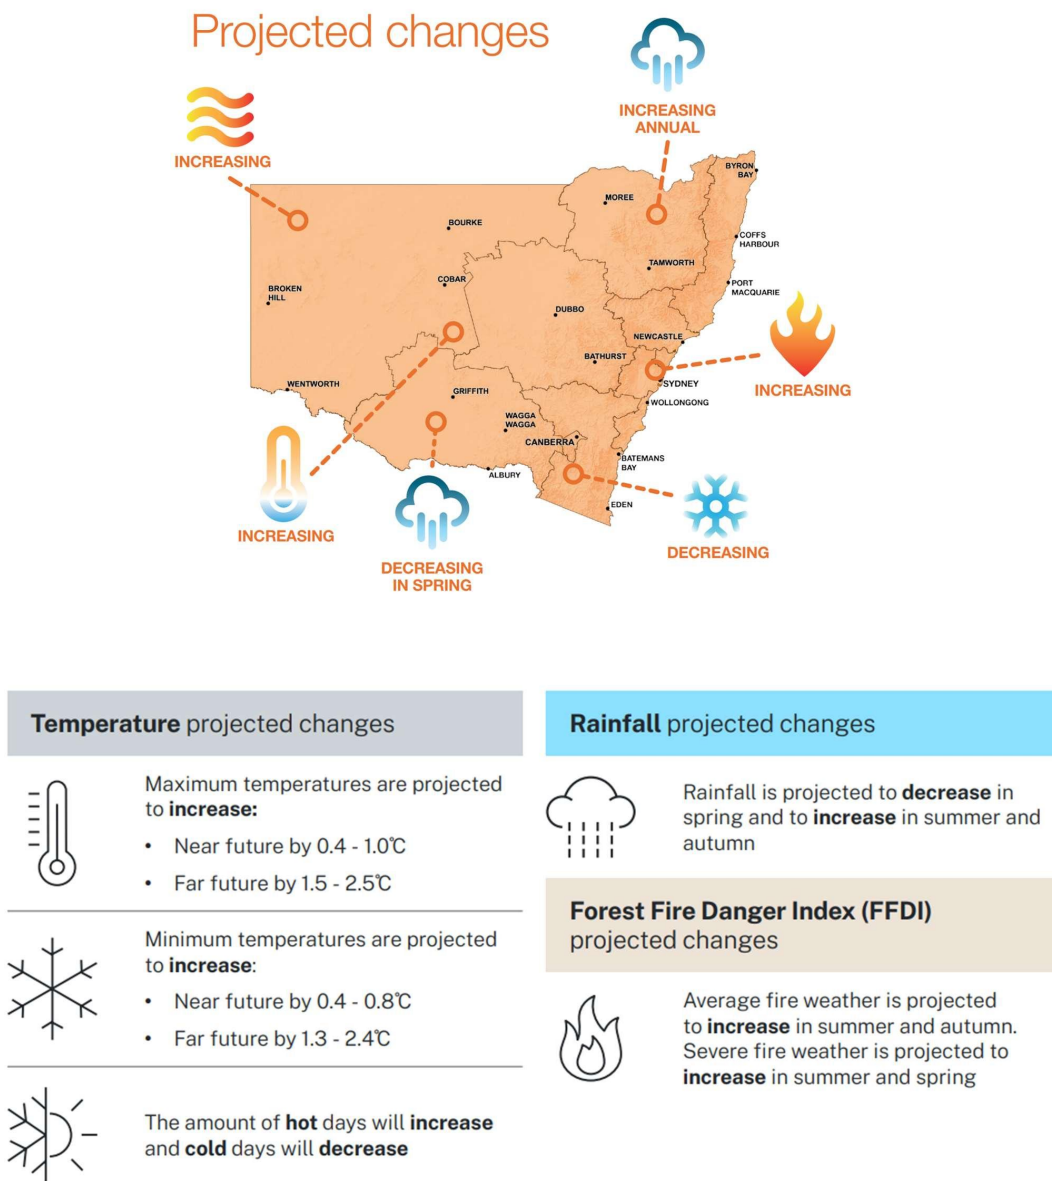 Projected changes
INCREASING
ANNUAL
INCREASING
BYRON
BAY
MOREE
BOURKE
COFFS
HARBOUR
TAMWORTH
COBAR
BROKEN
HILL
PORT
MACQUARIE
DUBBO
NEWCASTLE
BATHURST
SYDNEY
INCREASING
WENTWORTH
GRIFFITH
WOLLONGONG
WAGGA
WAGGA
CANBERRA
BATEMANS
BAY
ALBURY
EDEN
INCREASING
DECREASING
IN SPRING
DECREASING
Temperature projected changes
Maximum temperatures are projected
to increase:
• Near future by 0.4 - 1.0℃
• Far future by 1.5 - 2.5℃
Minimum temperatures are projected
to increase:
• Near future by 0.4 - 0.8℃
• Far future by 1.3 - 2.4℃
The amount of hot days will increase
and cold days will decrease
Rainfall projected changes
Rainfall is projected to decrease in
spring and to increase in summer and
autumn
Forest Fire Danger Index (FFDI)
projected changes
Average fire weather is projected
to increase in summer and autumn.
Severe fire weather is projected to
increase in summer and spring